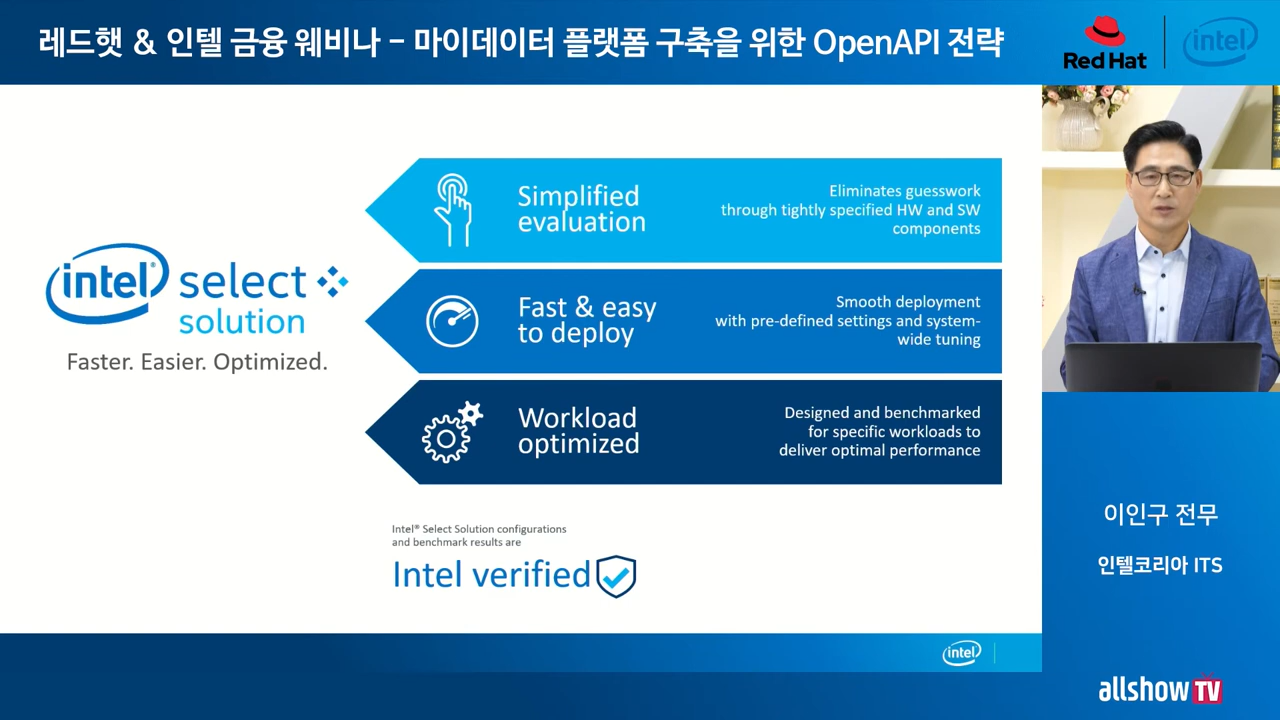 레드햇 & 인텔 금융 웨비나 - 마이데이터 플랫폼 구축을 위한 OpenAPI 전략
Red Hat
intel
intel® select
solution
Faster. Easier. Optimized.
Simplified
evaluation
Eliminates guesswork
through tightly specified HW and SW
components
Fast & easy
to deploy
Smooth deployment
with pre-defined settings and system-
wide tuning
Workload
optimized
Designed and benchmarked
for specific workloads to
deliver optimal performance
Intel® Select Solution configurations
and benchmark results are
Intel verified
intel
이인구 전무
인텔코리아 ITS
allshowTV